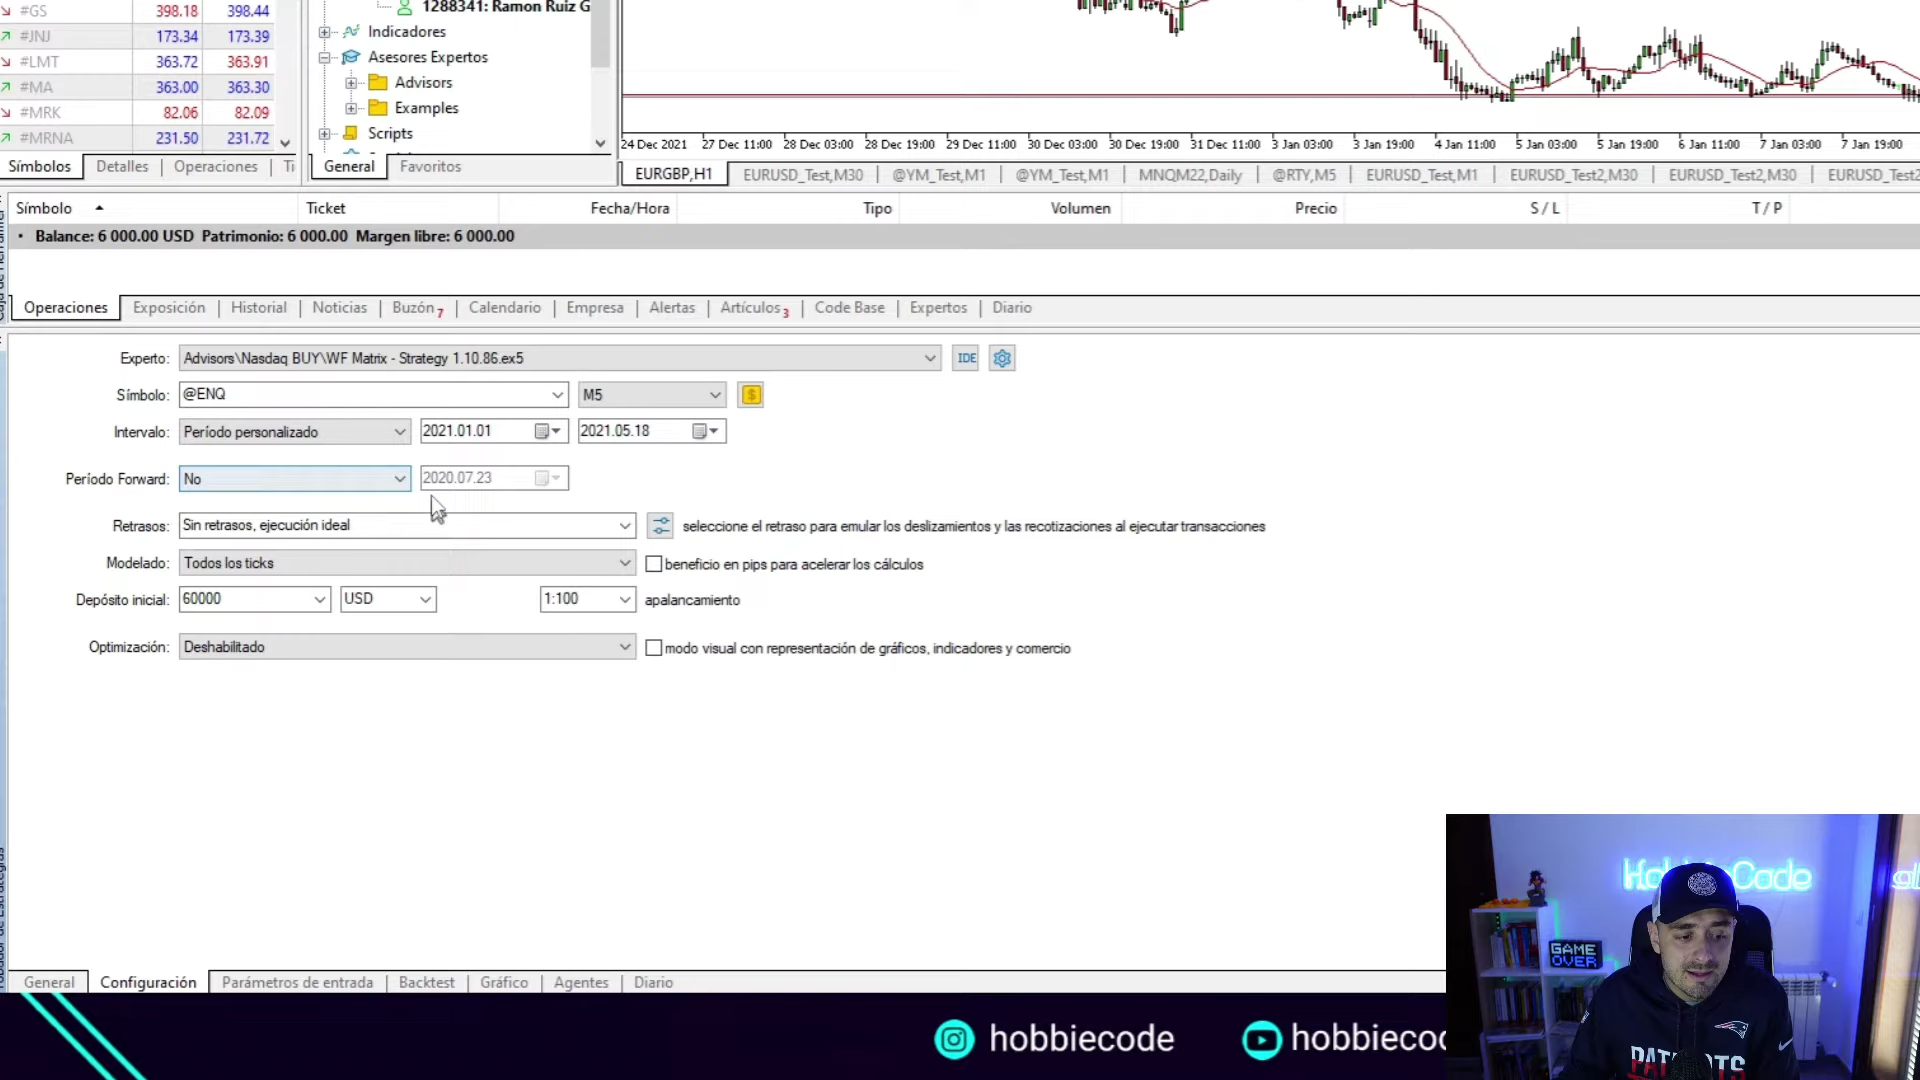 #GS 398.18 398.44
#JNJ 173.34 173.39
#LMT 363.72 363.91
#MA 363.00 363.30
#MRK 82.06 82.09
#MRNA 231.50 231.72
Símbolos Detalles Operaciones Ti
1288341: Ramon Ruiz G
Indicadores
Asesores Expertos
Advisors
Examples
Scripts
General Favoritos
24 Dec 2021 27 Dec 11:00 28 Dec 03:00 28 Dec 19:00 29 Dec 11:00 30 Dec 03:00 30 Dec 19:00 31 Dec 11:00 3 Jan 03:00 3 Jan 19:00 4 Jan 11:00 5 Jan 03:00 5 Jan 19:00 6 Jan 11:00 7 Jan 03:00 7 Jan 19:00
EURGBP,H1 EURUSD_Test,M30 @YM_Test,M1 @YM_Test,M1 MNQM22,Daily @RTY,M5 EURUSD_Test,M1 EURUSD_Test2,M30 EURUSD_Test2,M30 EURUSD_Test2
Símbolo Ticket Fecha/Hora Tipo Volumen Precio S / L T / P
Balance: 6 000.00 USD Patrimonio: 6 000.00 Margen libre: 6 000.00
Operaciones Exposición Historial Noticias Buzón 7 Calendario Empresa Alertas Artículos 3 Code Base Expertos Diario
Experto: Advisors\Nasdaq BUY\WF Matrix - Strategy 1.10.86.ex5 IDE
Símbolo: @ENQ M5 $
Intervalo: Período personalizado 2021.01.01 2021.05.18
Período Forward: No 2020.07.23
Retrasos: Sin retrasos, ejecución ideal seleccione el retraso para emular los deslizamientos y las recotizaciones al ejecutar transacciones
Modelado: Todos los ticks beneficio en pips para acelerar los cálculos
Depósito inicial: 60000 USD 1:100 apalancamiento
Optimización: Deshabilitado modo visual con representación de gráficos, indicadores y comercio
General Configuración Parámetros de entrada Backtest Gráfico Agentes Diario
hobbiecode hobbieco
GAME
OVER